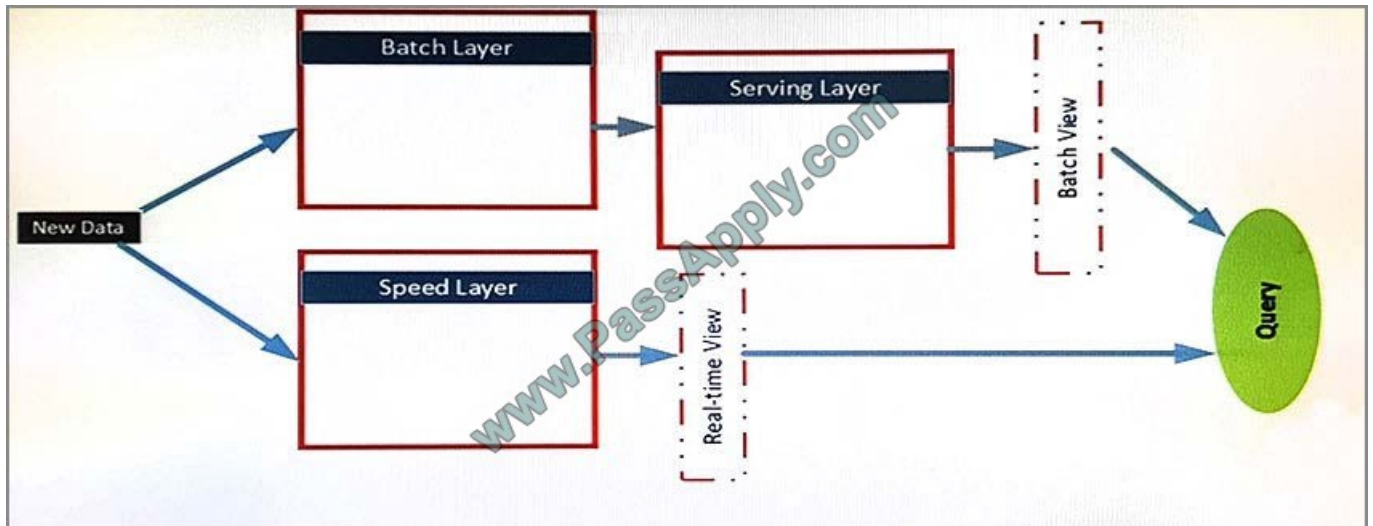 Batch Layer
Serving Layer
Batch View
New Data
Speed Layer
Real-time View
Query
www.PassApply.com